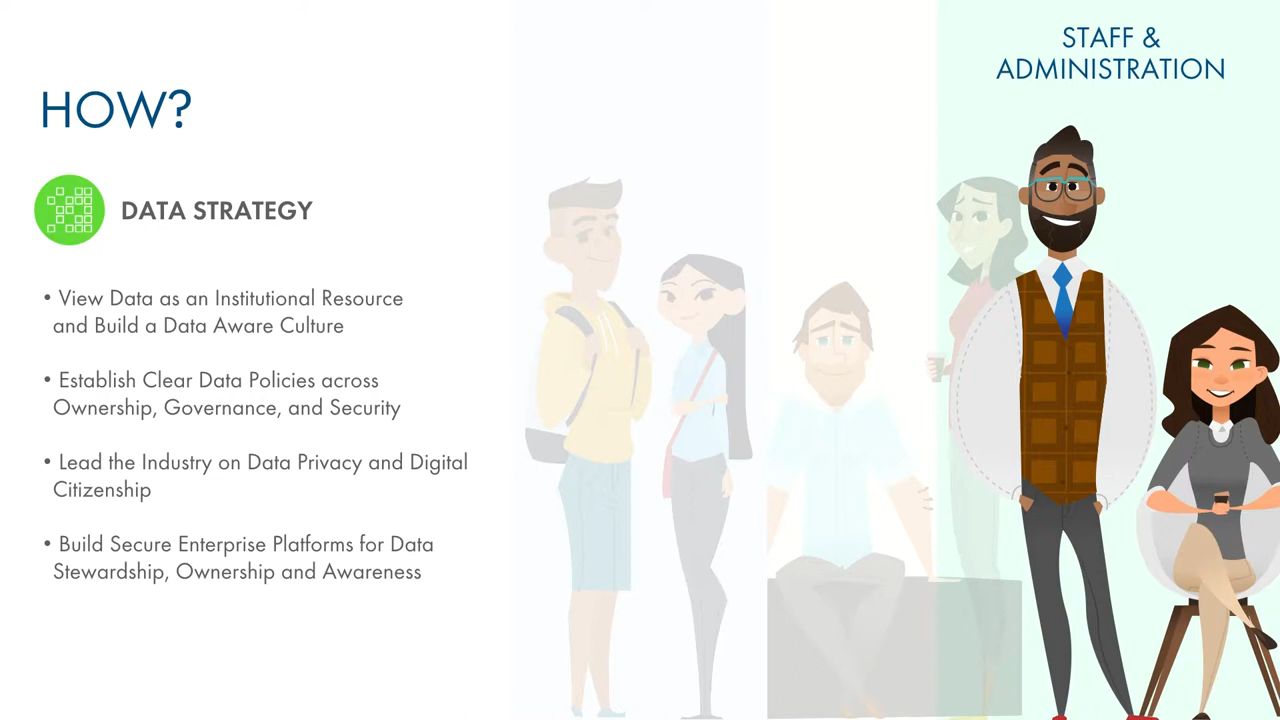 HOW?
DATA STRATEGY
• View Data as an Institutional Resource
and Build a Data Aware Culture
• Establish Clear Data Policies across
Ownership, Governance, and Security
• Lead the Industry on Data Privacy and Digital
Citizenship
• Build Secure Enterprise Platforms for Data
Stewardship, Ownership and Awareness
STAFF &
ADMINISTRATION